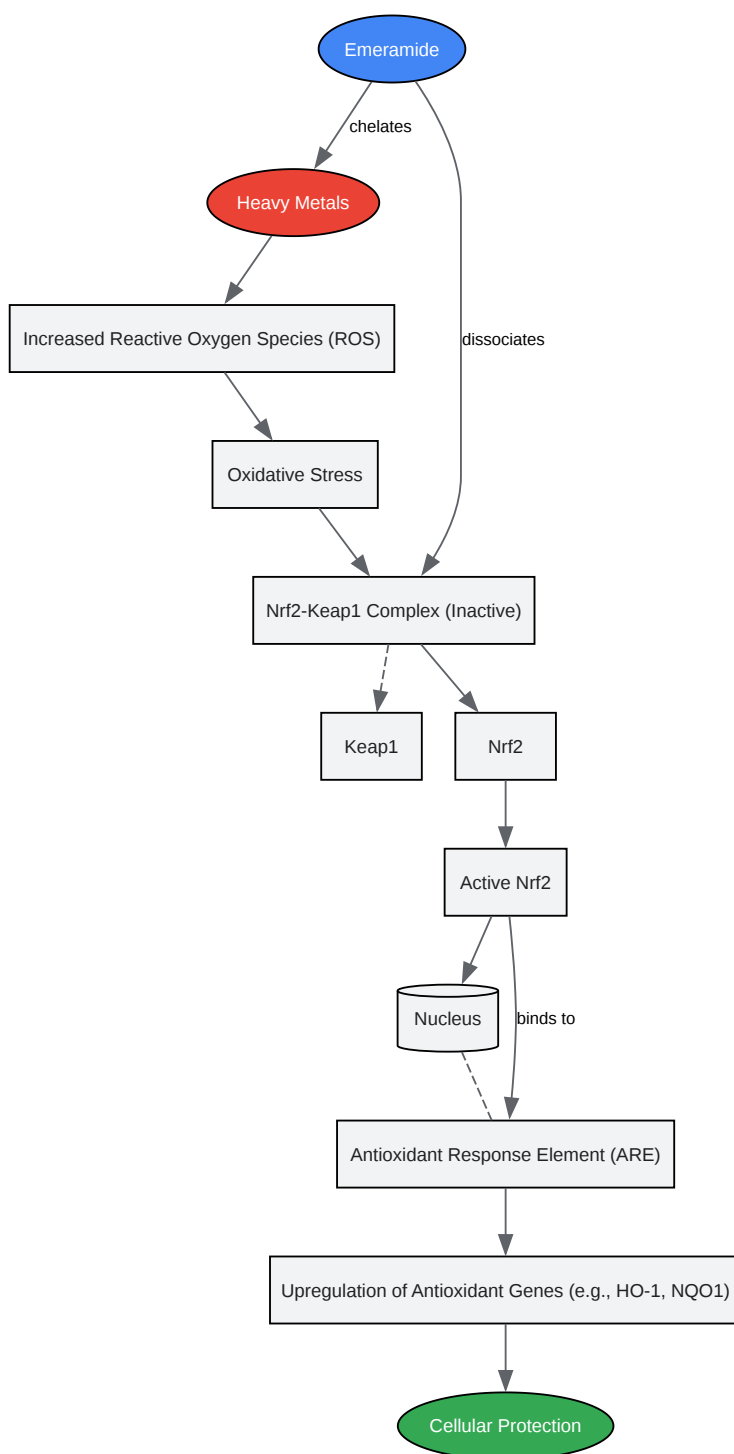 Emeramide
chelates
Heavy Metals
Increased Reactive Oxygen Species (ROS)
dissociates
Oxidative Stress
Nrf2-Keap1 Complex (Inactive)
Keap1
Nrf2
Active Nrf2
Nucleus
binds to
Antioxidant Response Element (ARE)
Upregulation of Antioxidant Genes (e.g., HO-1, NQO1)
Cellular Protection